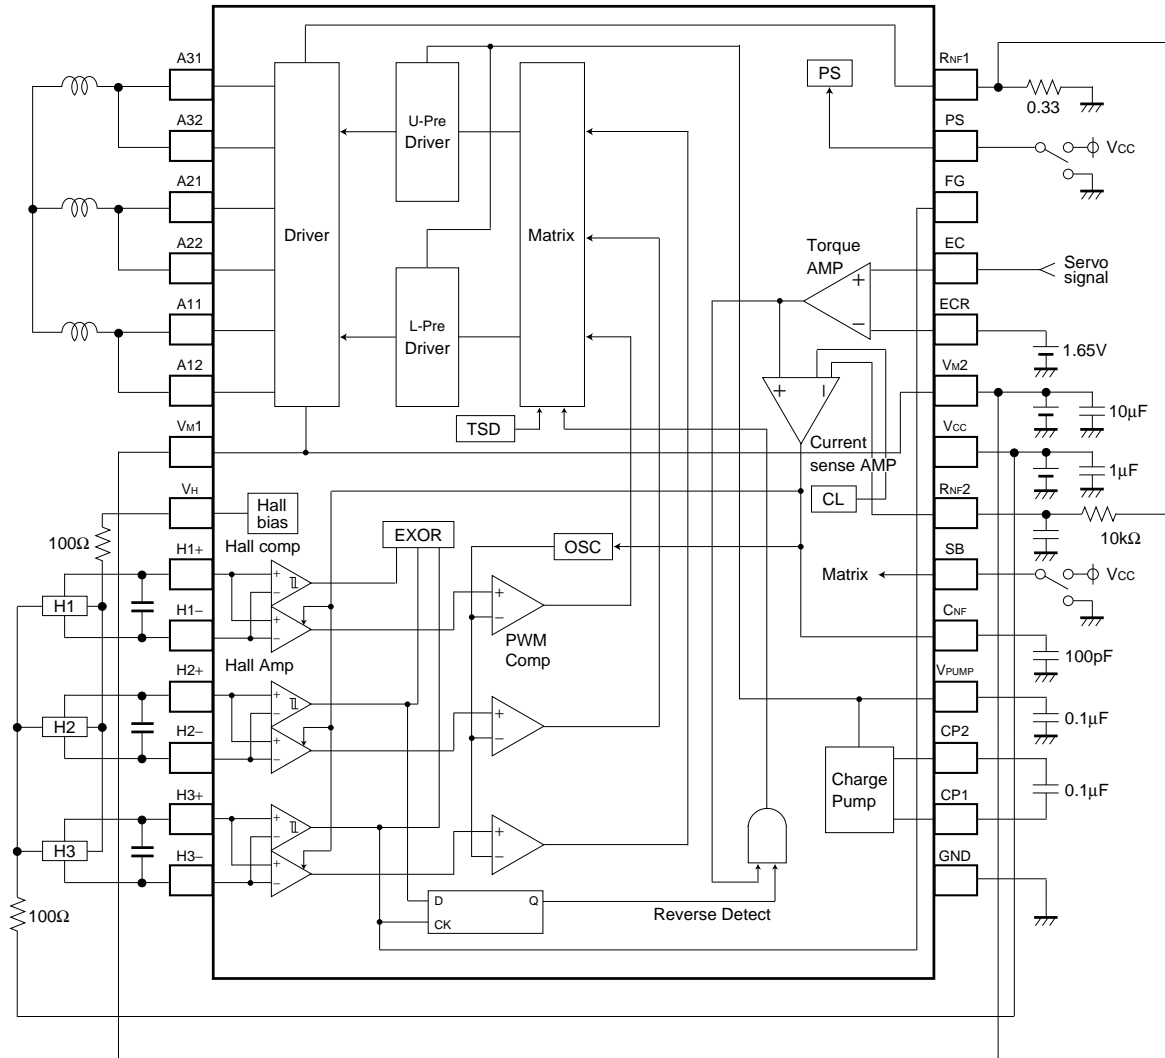 A31
A32
A21
A22
A11
A12
VM1
VH
100Ω
H1+
H1
H1−
H2+
H2
H2−
H3+
H3
H3−
100Ω
Driver
U-Pre
Driver
L-Pre
Driver
Matrix
PS
Torque
AMP
+
−
+
−
TSD
Current
sense AMP
CL
Hall
bias
EXOR
OSC
Matrix
Hall comp
+
−
+
−
Hall Amp
+
−
PWM
Comp
+
−
+
−
+
−
+
−
+
−
+
−
Charge
Pump
D
Q
CK
Reverse Detect
RNF1
0.33
PS
VCC
FG
EC
Servo
signal
ECR
1.65V
VM2
10µF
VCC
1µF
RNF2
10kΩ
SB
VCC
CNF
100pF
VPUMP
0.1µF
CP2
0.1µF
CP1
GND